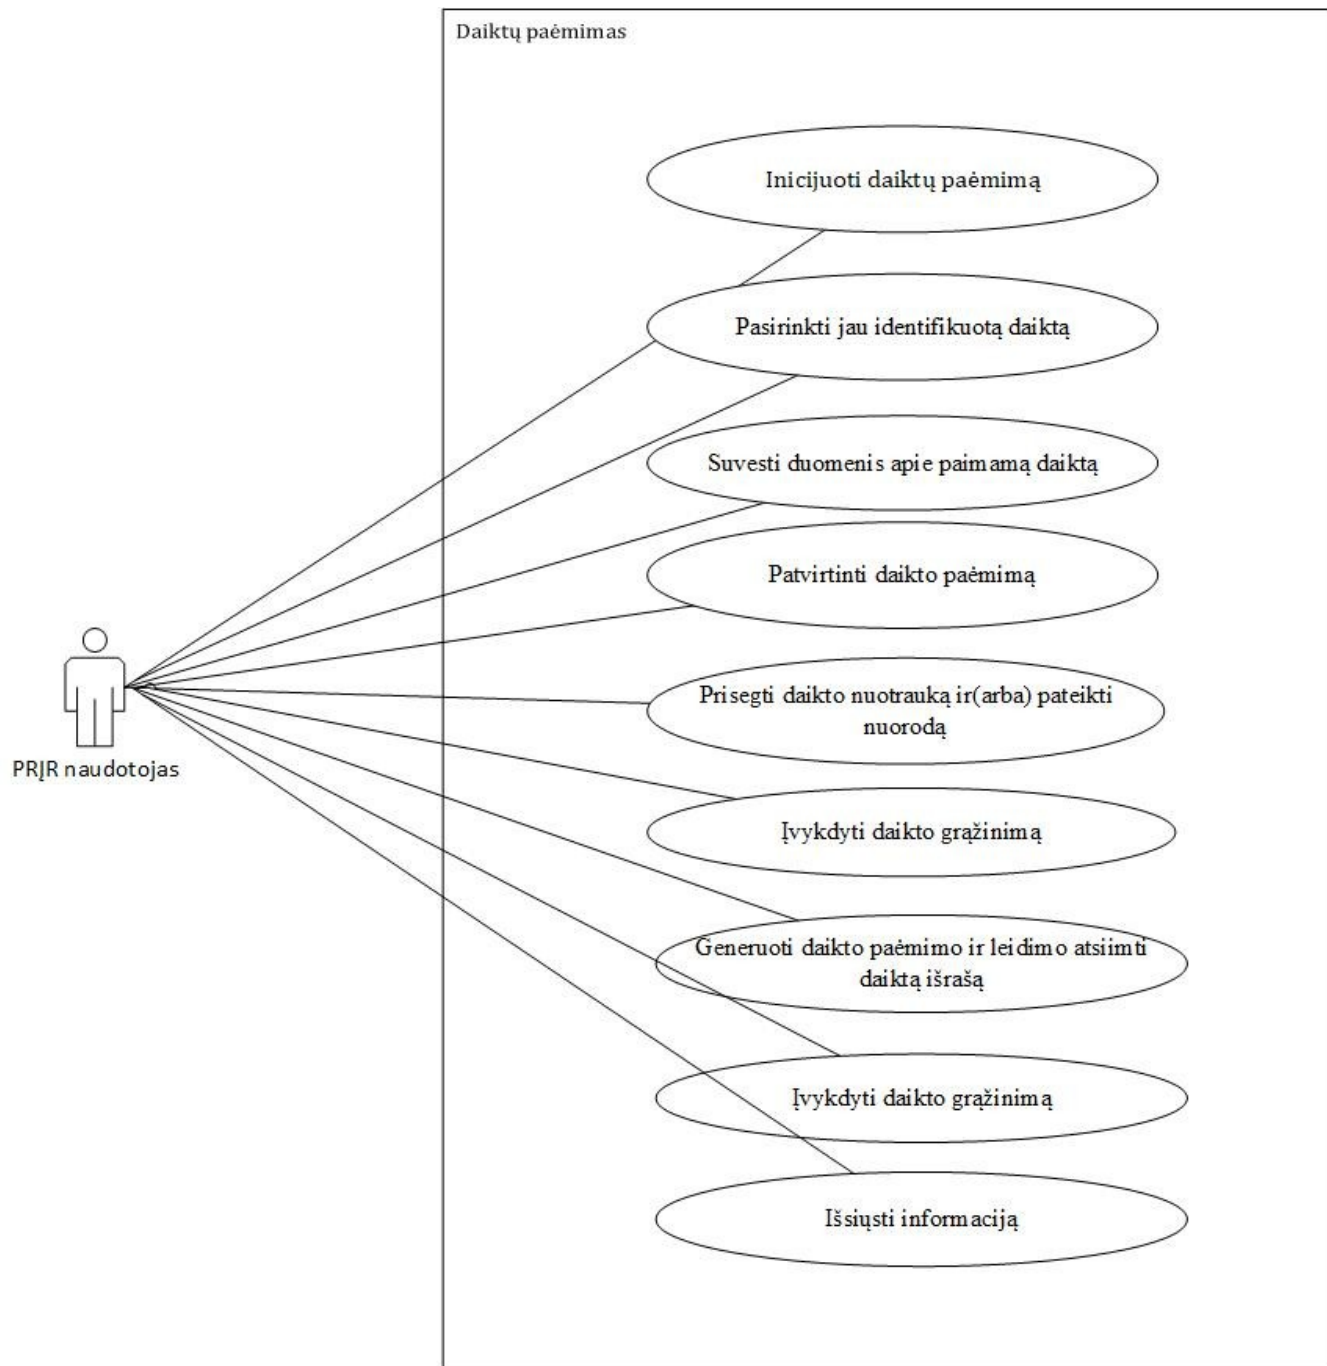 Daiktų paėmimas
Inicijuoti daiktų paėmimą
Pasirinkti jau identifikuotą daiktą
Suvesti duomenis apie paimamą daiktą
Patvirtinti daikto paėmimą
Prisegti daikto nuotrauką ir(arba) pateikti
nuorodą
PRĮR naudotojas
Įvykdyti daikto grąžinimą
Generuoti daikto paėmimo ir leidimo atsiimti
daiktą išrašą
Įvykdyti daikto grąžinimą
Išsiųsti informaciją